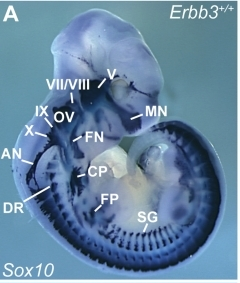 A
Erbb3+/+
V
VII/VIII
IX
OV
MN
X
FN
AN
CP
FP
DR
SG
Sox10